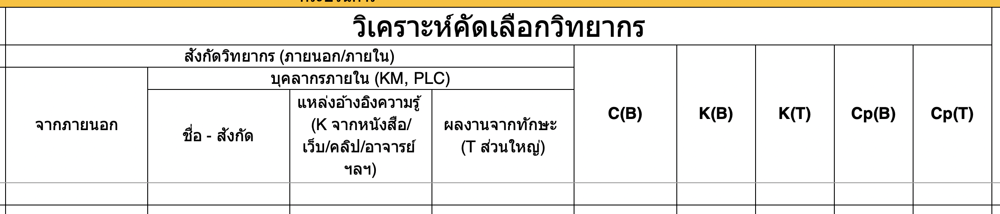 วิเคราะห์คัดเลือกวิทยากร
สังกัดวิทยากร (ภายนอก/ภายใน)
บุคลากรภายใน (KM, PLC)
จากภายนอก
ชื่อ - สังกัด
แหล่งอ้างอิงความรู้
(K จากหนังสือ/
เว็บ/คลิป/อาจารย์
ฯลฯ)
ผลงานจากทักษะ
(T ส่วนใหญ่)
C(B)
K(B)
K(T)
Cp(B)
Cp(T)